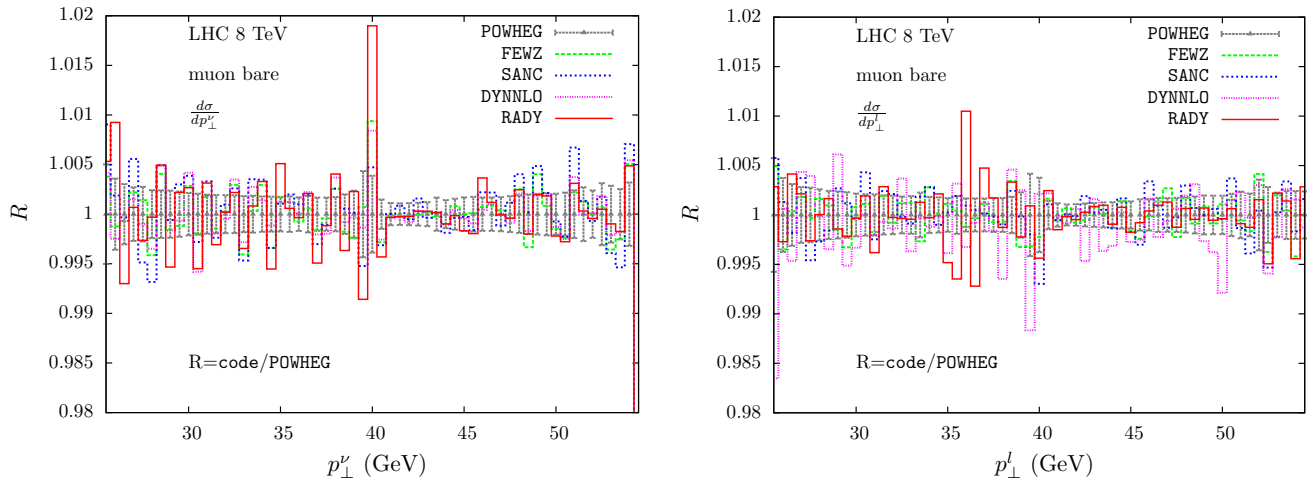 1.02
1.015
1.01
1.005
1
0.995
0.99
0.985
0.98
R
LHC 8 TeV
muon bare
dσ
dp⊥^ν
POWHEG
FEWZ
SANC
DYNNLO
RADY
R=code/POWHEG
30 35 40 45 50
p⊥^ν (GeV)
1.02
1.015
1.01
1.005
1
0.995
0.99
0.985
0.98
R
LHC 8 TeV
muon bare
dσ
dp⊥^l
POWHEG
FEWZ
SANC
DYNNLO
RADY
R=code/POWHEG
30 35 40 45 50
p⊥^l (GeV)